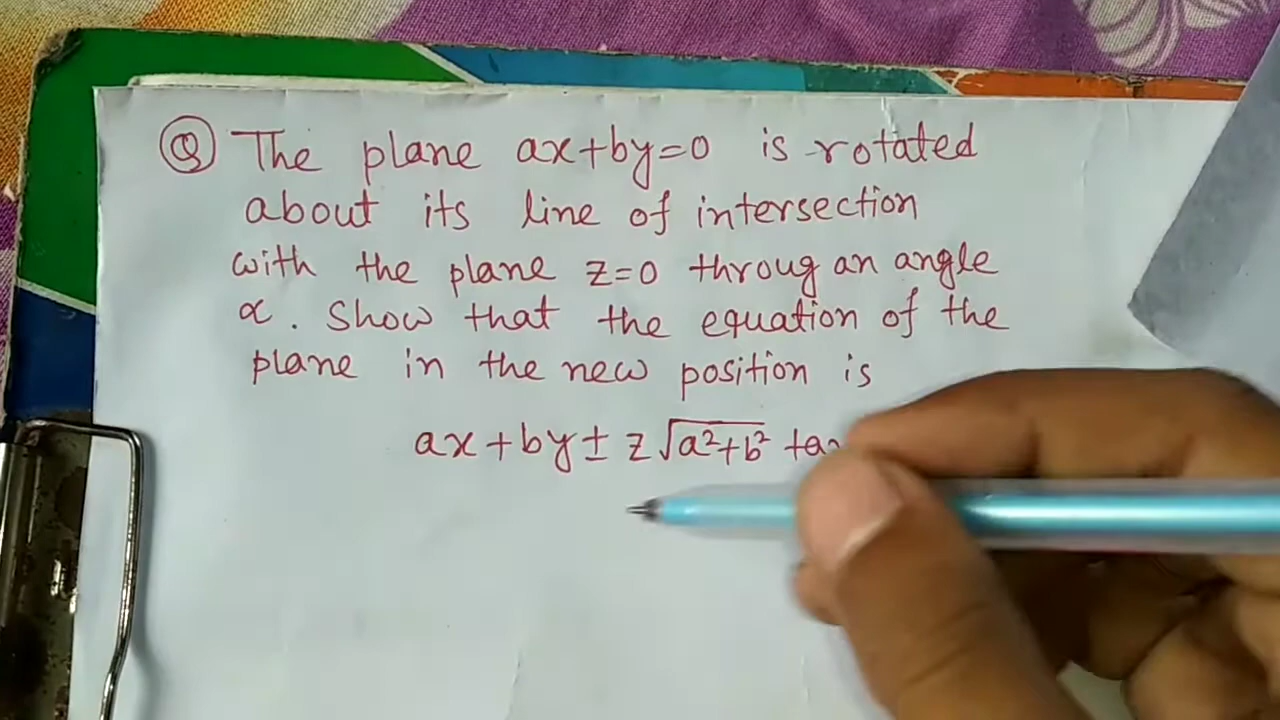 Q The plane ax+by=0 is rotated
about its line of intersection
with the plane z=0 throug an angle
α. Show that the equation of the
plane in the new position is
ax+by± z√a²+b²